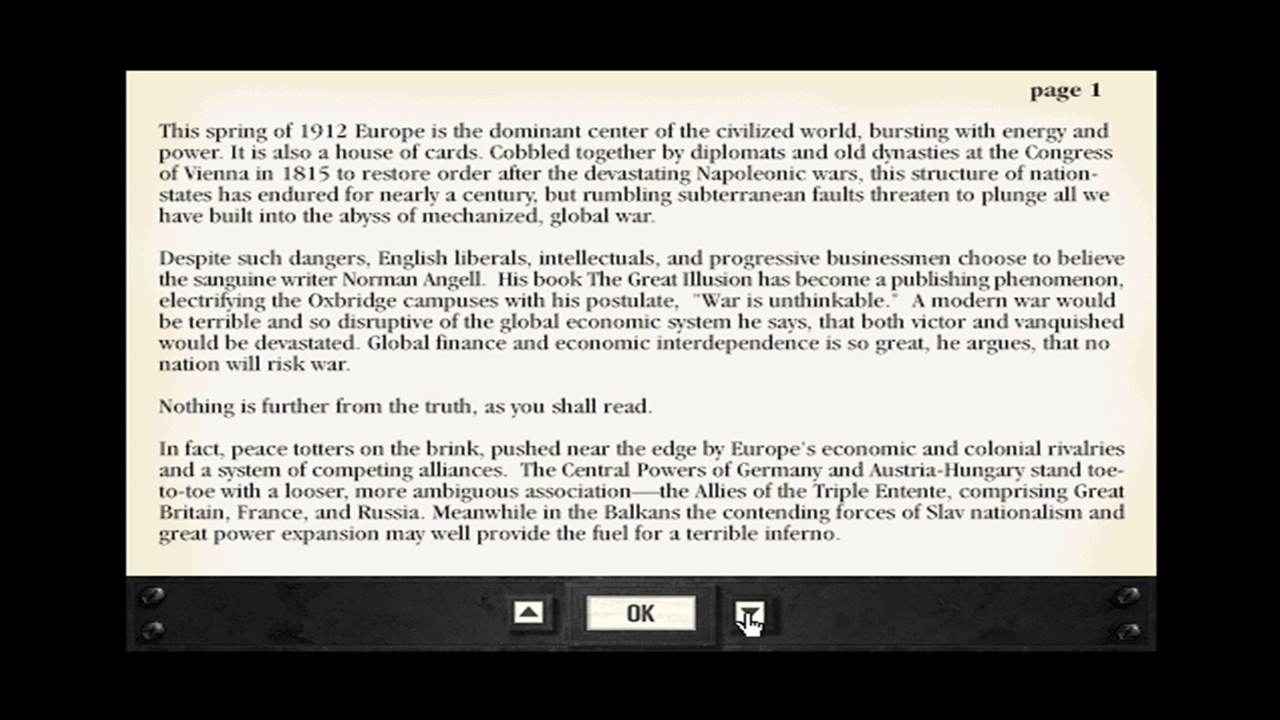 page 1
This spring of 1912 Europe is the dominant center of the civilized world, bursting with energy and
power. It is also a house of cards. Cobbled together by diplomats and old dynasties at the Congress
of Vienna in 1815 to restore order after the devastating Napoleonic wars, this structure of nation-
states has endured for nearly a century, but rumbling subterranean faults threaten to plunge all we
have built into the abyss of mechanized, global war.
Despite such dangers, English liberals, intellectuals, and progressive businessmen choose to believe
the sanguine writer Norman Angell.  His book The Great Illusion has become a publishing phenomenon,
electrifying the Oxbridge campuses with his postulate,  "War is unthinkable."  A modern war would
be terrible and so disruptive of the global economic system he says, that both victor and vanquished
would be devastated. Global finance and economic interdependence is so great, he argues, that no
nation will risk war.
Nothing is further from the truth, as you shall read.
In fact, peace totters on the brink, pushed near the edge by Europe's economic and colonial rivalries
and a system of competing alliances.  The Central Powers of Germany and Austria-Hungary stand toe-
to-toe with a looser, more ambiguous association—the Allies of the Triple Entente, comprising Great
Britain, France, and Russia. Meanwhile in the Balkans the contending forces of Slav nationalism and
great power expansion may well provide the fuel for a terrible inferno.
OK